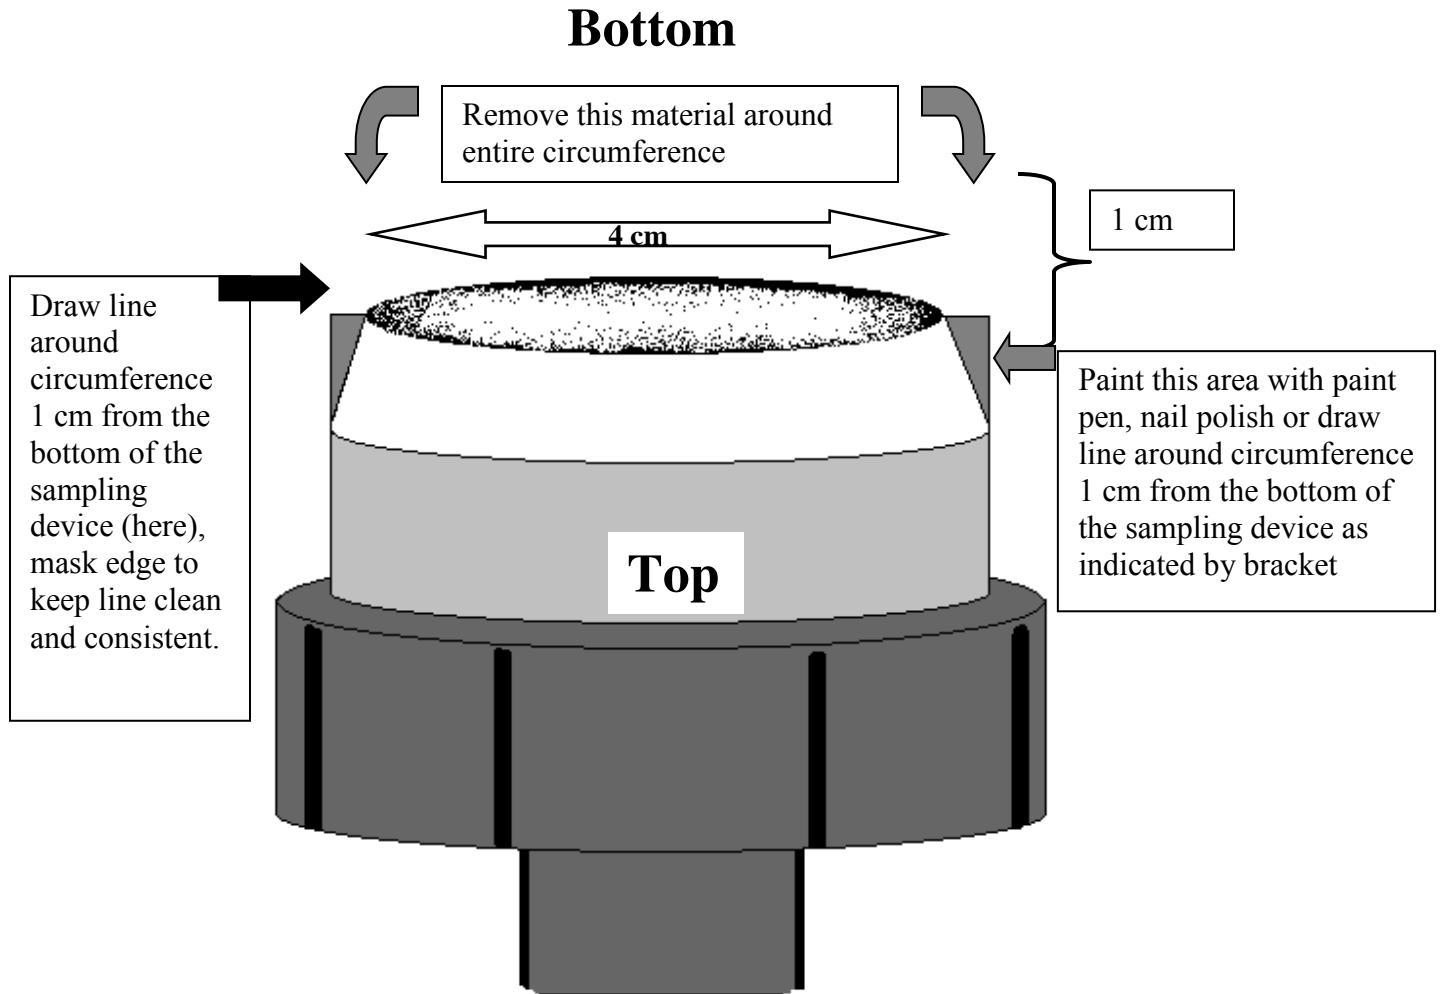 Bottom
Remove this material around
entire circumference
1 cm
4 cm
Draw line
around
circumference
1 cm from the
bottom of the
sampling
device (here),
mask edge to
keep line clean
and consistent.
Paint this area with paint
pen, nail polish or draw
line around circumference
1 cm from the bottom of
the sampling device as
indicated by bracket
Top